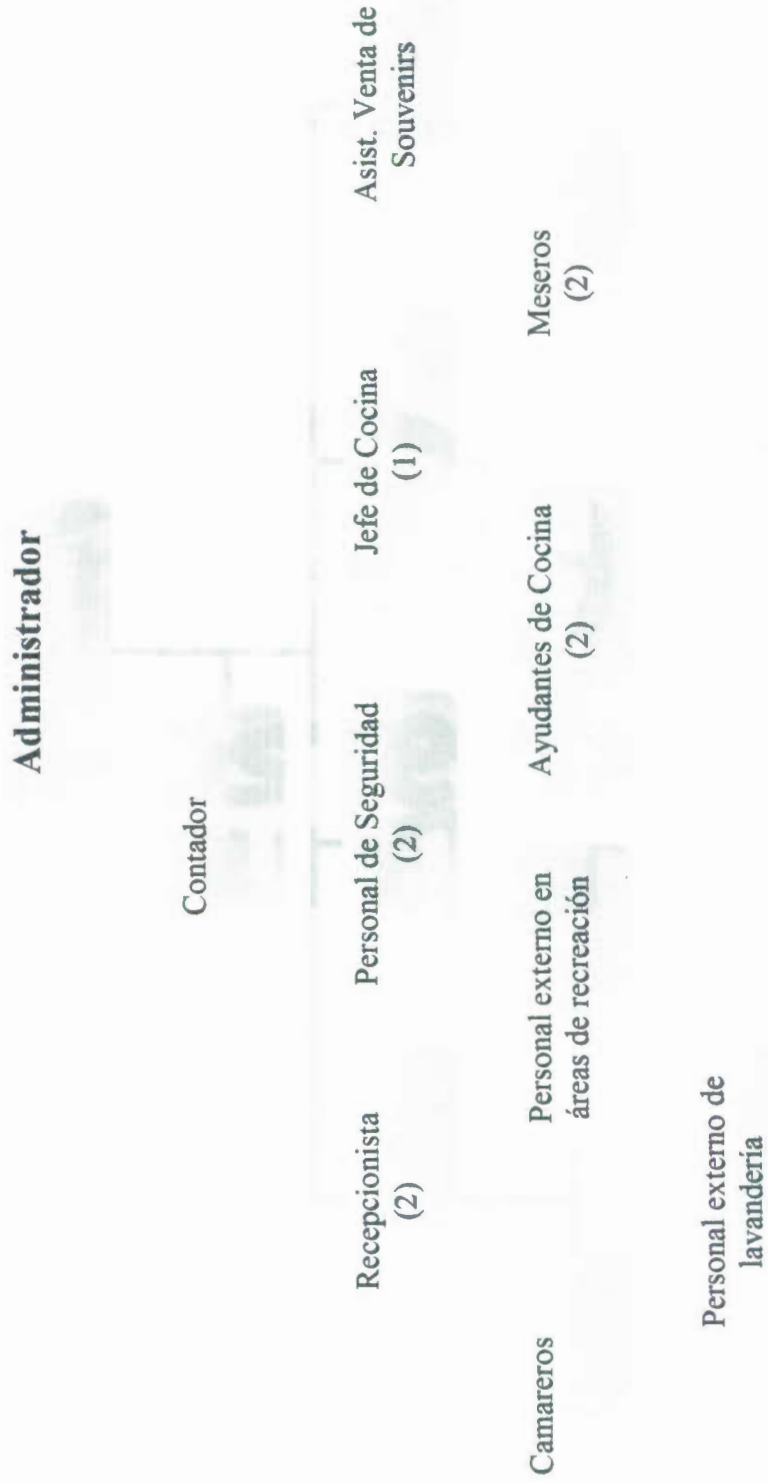 Administrador
Contador
Recepcionista
(2)
Personal de Seguridad
(2)
Jefe de Cocina
(1)
Asist. Venta de
Souvenirs
Camareros
Personal externo en
áreas de recreación
Ayudantes de Cocina
(2)
Meseros
(2)
Personal externo de
lavandería